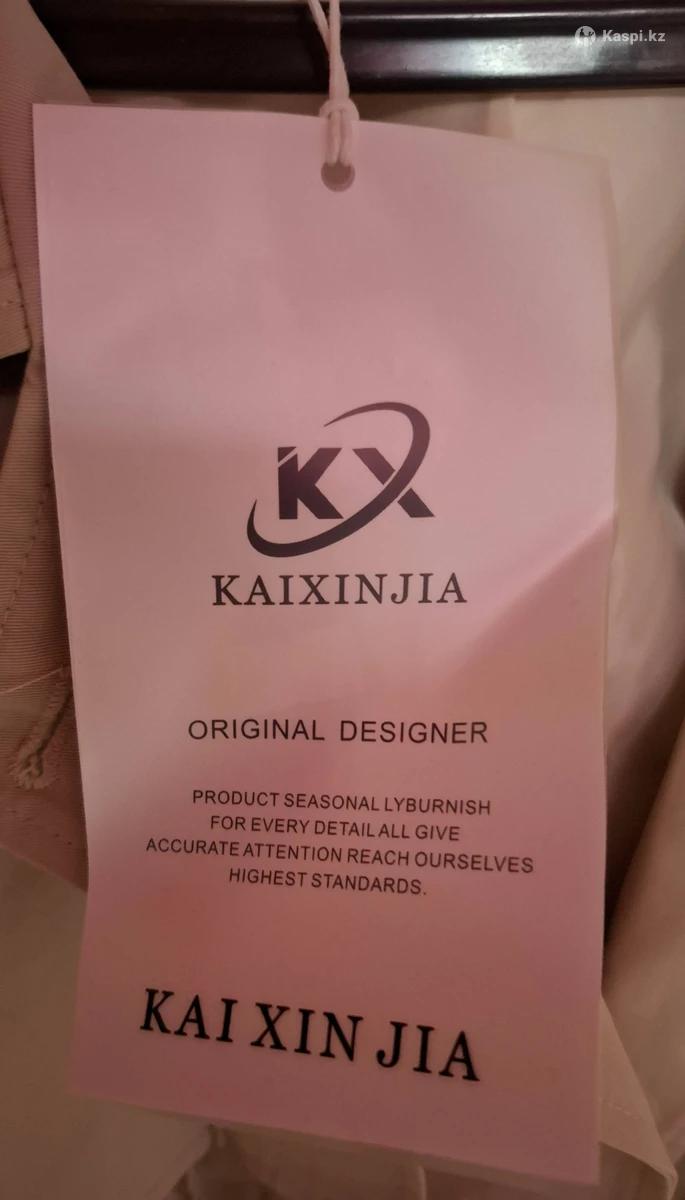 Kaspi.kz
KX
KAIXINJIA
ORIGINAL DESIGNER
PRODUCT SEASONAL LYBURNISH
FOR EVERY DETAIL ALL GIVE
ACCURATE ATTENTION REACH OURSELVES
HIGHEST STANDARDS.
KAI XIN JIA